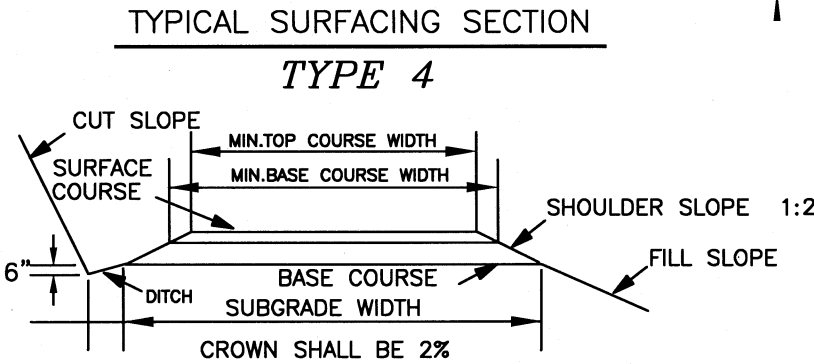 TYPICAL SURFACING SECTION
TYPE 4
CUT SLOPE
MIN.TOP COURSE WIDTH
SURFACE
COURSE
MIN.BASE COURSE WIDTH
SHOULDER SLOPE 1:2
FILL SLOPE
6"
DITCH
BASE COURSE
SUBGRADE WIDTH
CROWN SHALL BE 2%